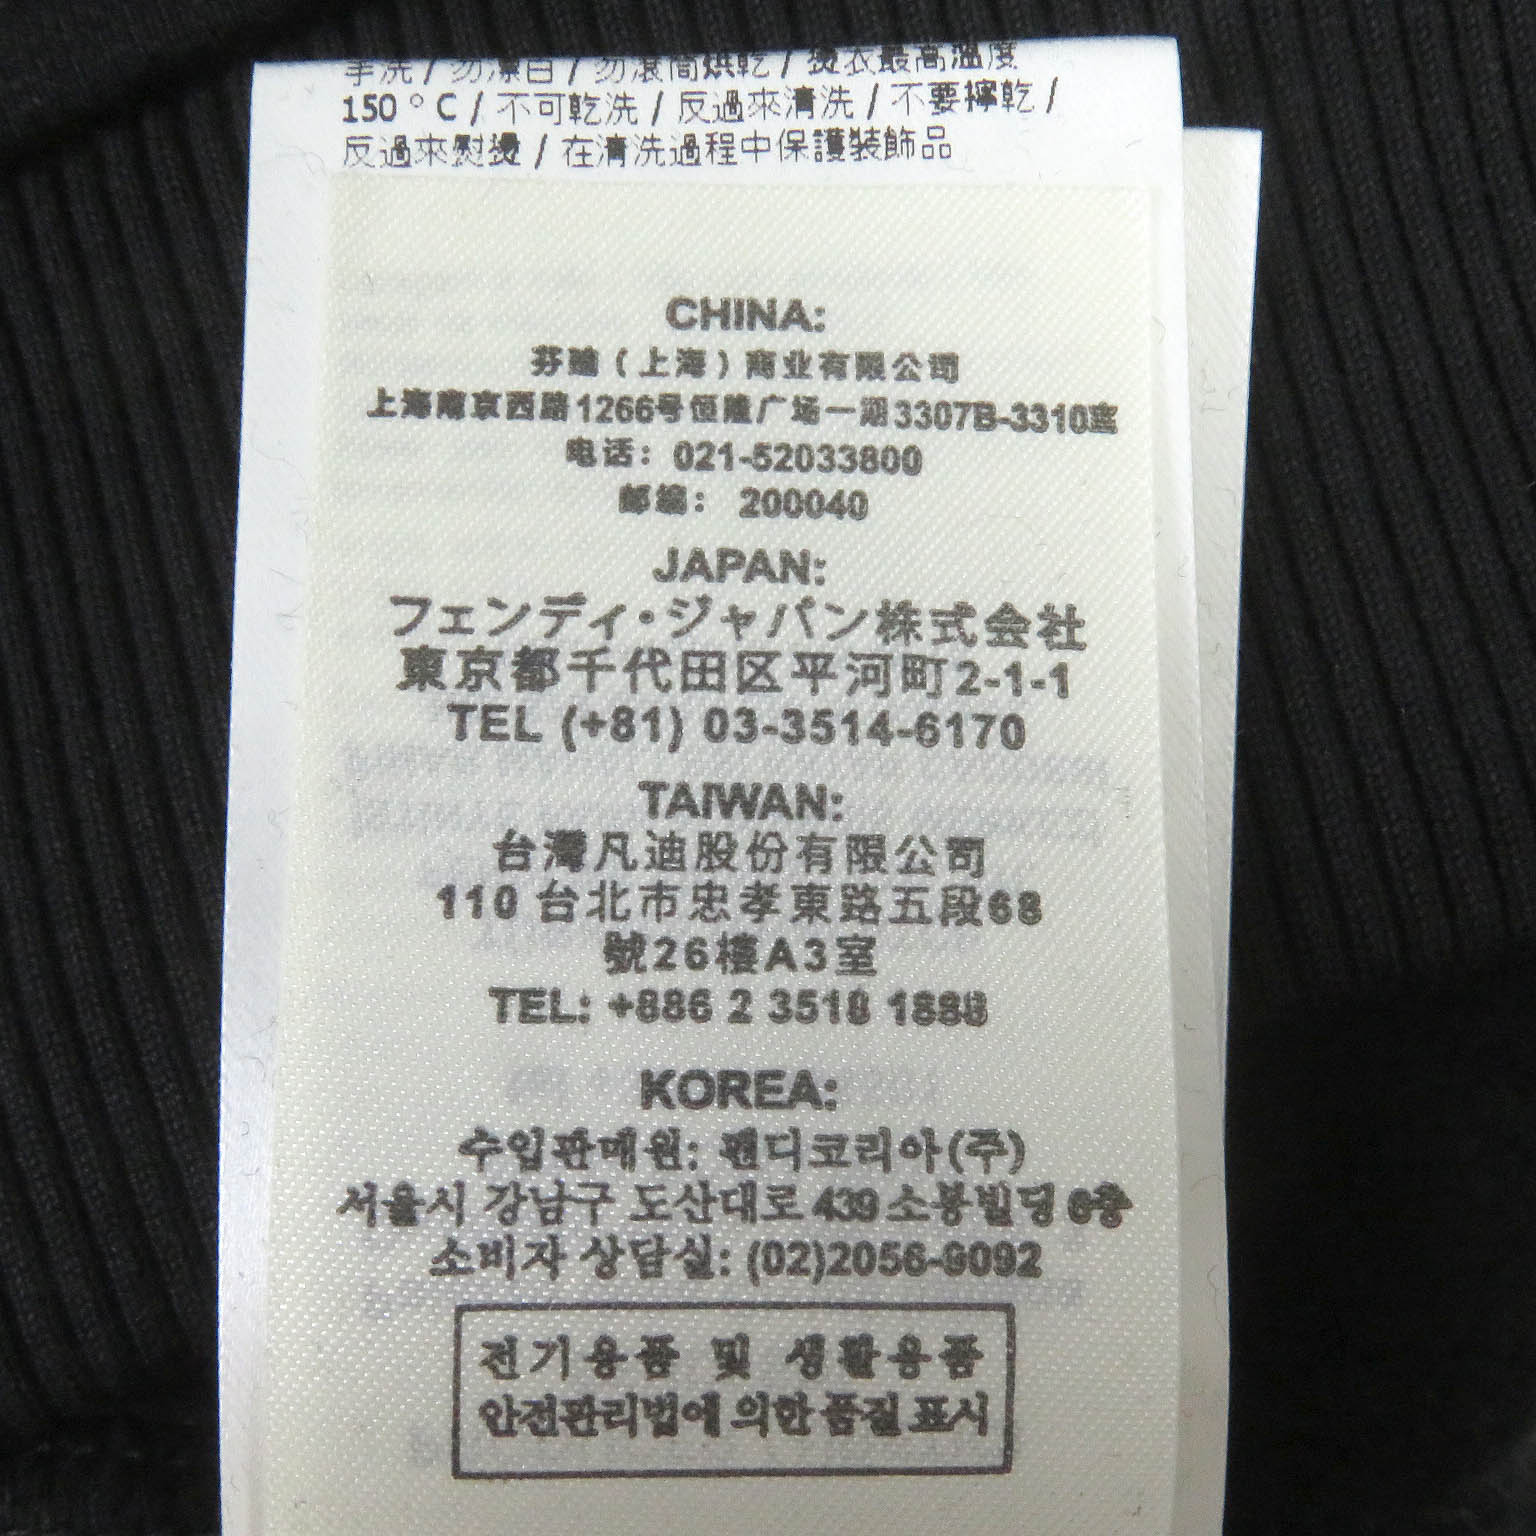 手洗 / 勿漂白 / 勿滾筒烘乾 / 燙衣最高溫度
150 ° C / 不可乾洗 / 反過來清洗 / 不要擰乾 /
反過來熨燙 / 在清洗過程中保護裝飾品
CHINA:
芬迪（上海）商业有限公司
上海南京西路1266号恒隆广场一期3307B-3310室
电话： 021-52033800
邮编： 200040
JAPAN:
フェンディ・ジャパン株式会社
東京都千代田区平河町2-1-1
TEL (+81) 03-3514-6170
TAIWAN:
台灣凡迪股份有限公司
110 台北市忠孝東路五段68
號26樓A3室
TEL: +886 2 3518 1888
KOREA:
수입판매원: 펜디코리아(주)
서울시 강남구 도산대로 439 소봉빌딩 6층
소비자 상담실: (02)2056-9092
전기용품 및 생활용품
안전관리법에 의한 품질표시